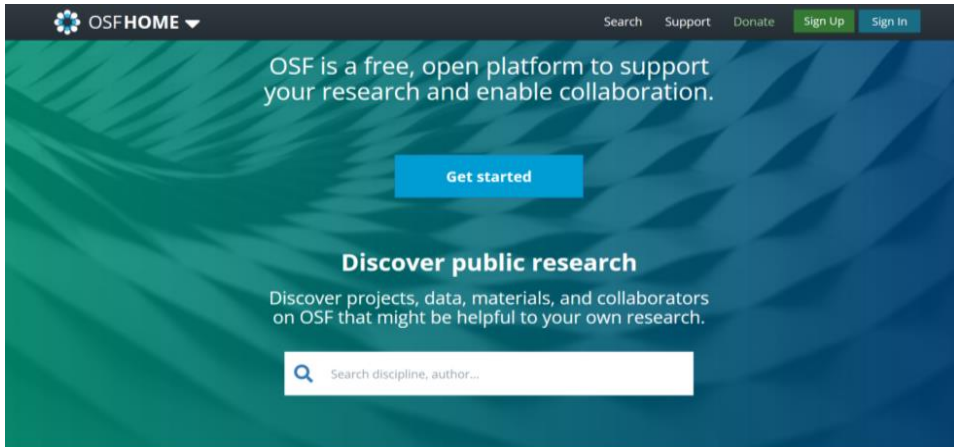 OSFHOME
Search Support Donate Sign Up Sign In
OSF is a free, open platform to support
your research and enable collaboration.
Get started
Discover public research
Discover projects, data, materials, and collaborators
on OSF that might be helpful to your own research.
Search discipline, author...